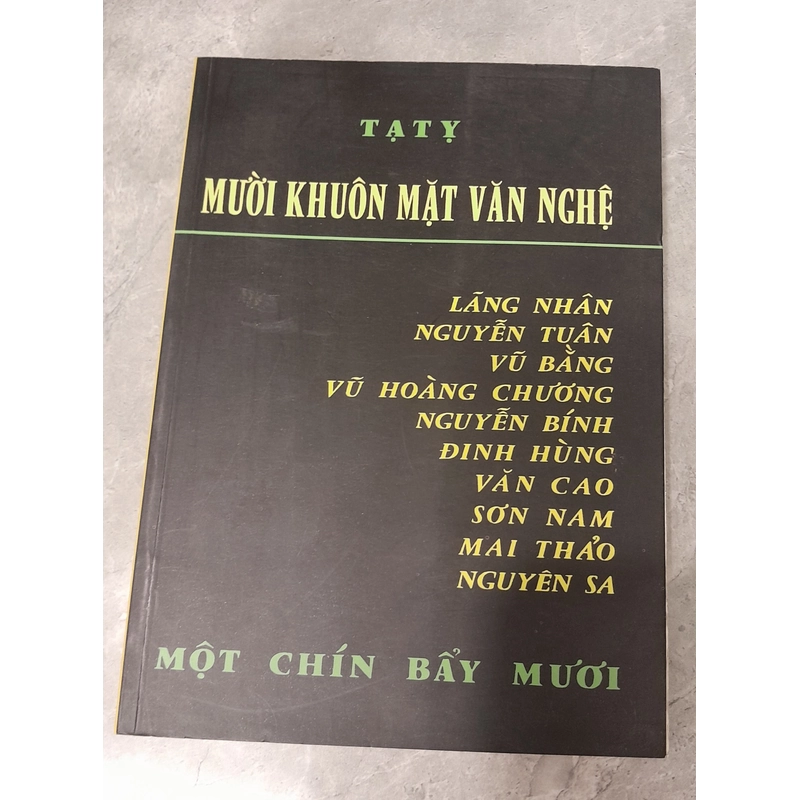 TẠ TỴ
MƯỜI KHUÔN MẶT VĂN NGHỆ
LÃNG NHÂN
NGUYỄN TUÂN
VŨ BẰNG
VŨ HOÀNG CHƯƠNG
NGUYỄN BÍNH
ĐINH HÙNG
VĂN CAO
SƠN NAM
MAI THẢO
NGUYÊN SA
MỘT CHÍN BẨY MƯƠI